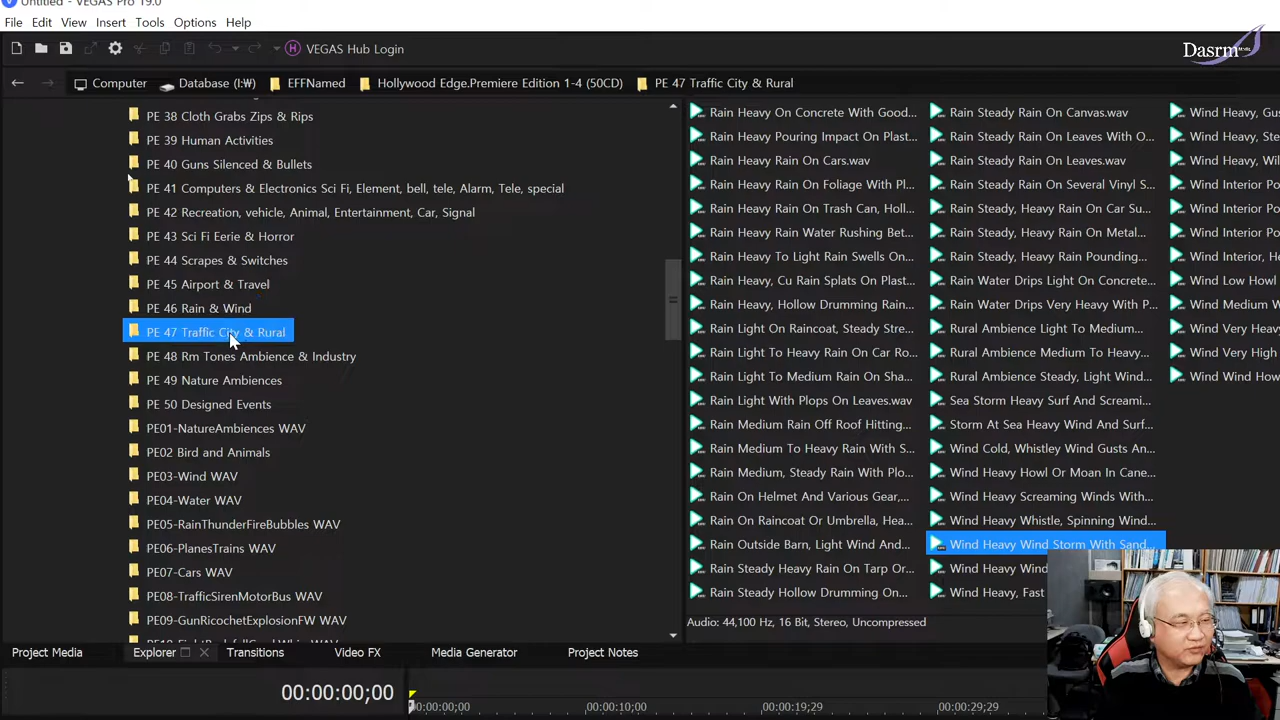 Untitled - VEGAS Pro 19.0
File Edit View Insert Tools Options Help
VEGAS Hub Login
Dasrm Media
Computer Database (I:₩) EFFNamed Hollywood Edge.Premiere Edition 1-4 (50CD) PE 47 Traffic City & Rural
PE 38 Cloth Grabs Zips & Rips
PE 39 Human Activities
PE 40 Guns Silenced & Bullets
PE 41 Computers & Electronics Sci Fi, Element, bell, tele, Alarm, Tele, special
PE 42 Recreation, vehicle, Animal, Entertainment, Car, Signal
PE 43 Sci Fi Eerie & Horror
PE 44 Scrapes & Switches
PE 45 Airport & Travel
PE 46 Rain & Wind
PE 47 Traffic City & Rural
PE 48 Rm Tones Ambience & Industry
PE 49 Nature Ambiences
PE 50 Designed Events
PE01-NatureAmbiences WAV
PE02 Bird and Animals
PE03-Wind WAV
PE04-Water WAV
PE05-RainThunderFireBubbles WAV
PE06-PlanesTrains WAV
PE07-Cars WAV
PE08-TrafficSirenMotorBus WAV
PE09-GunRicochetExplosionFW WAV
Rain Heavy On Concrete With Good...
Rain Heavy Pouring Impact On Plast...
Rain Heavy Rain On Cars.wav
Rain Heavy Rain On Foliage With Pl...
Rain Heavy Rain On Trash Can, Holl...
Rain Heavy Rain Water Rushing Bet...
Rain Heavy To Light Rain Swells On...
Rain Heavy, Cu Rain Splats On Plast...
Rain Heavy, Hollow Drumming Rain...
Rain Light On Raincoat, Steady Stre...
Rain Light To Heavy Rain On Car Ro...
Rain Light To Medium Rain On Sha...
Rain Light With Plops On Leaves.wav
Rain Medium Rain Off Roof Hitting...
Rain Medium To Heavy Rain With S...
Rain Medium, Steady Rain With Plo...
Rain On Helmet And Various Gear,...
Rain On Raincoat Or Umbrella, Hea...
Rain Outside Barn, Light Wind And...
Rain Steady Heavy Rain On Tarp Or...
Rain Steady Hollow Drumming On...
Rain Steady Rain On Canvas.wav
Rain Steady Rain On Leaves With O...
Rain Steady Rain On Leaves.wav
Rain Steady Rain On Several Vinyl S...
Rain Steady, Heavy Rain On Car Su...
Rain Steady, Heavy Rain On Metal...
Rain Steady, Heavy Rain Pounding...
Rain Water Drips Light On Concrete...
Rain Water Drips Very Heavy With P...
Rural Ambience Light To Medium...
Rural Ambience Medium To Heavy...
Rural Ambience Steady, Light Wind...
Sea Storm Heavy Surf And Screami...
Storm At Sea Heavy Wind And Surf...
Wind Cold, Whistley Wind Gusts An...
Wind Heavy Howl Or Moan In Cane...
Wind Heavy Screaming Winds With...
Wind Heavy Whistle, Spinning Wind...
Wind Heavy Wind Storm With Sand...
Wind Heavy Wind
Wind Heavy, Fast
Wind Heavy, Gus
Wind Heavy, Ste
Wind Heavy, Wil
Wind Interior Po
Wind Interior Po
Wind Interior Po
Wind Interior, He
Wind Low Howl
Wind Medium W
Wind Very Heavy
Wind Very High
Wind Wind How
Audio: 44,100 Hz, 16 Bit, Stereo, Uncompressed
Project Media Explorer Transitions Video FX Media Generator Project Notes
00:00:00;00
00:00:00;00 00:00:10;00 00:00:19;29 00:00:29;29